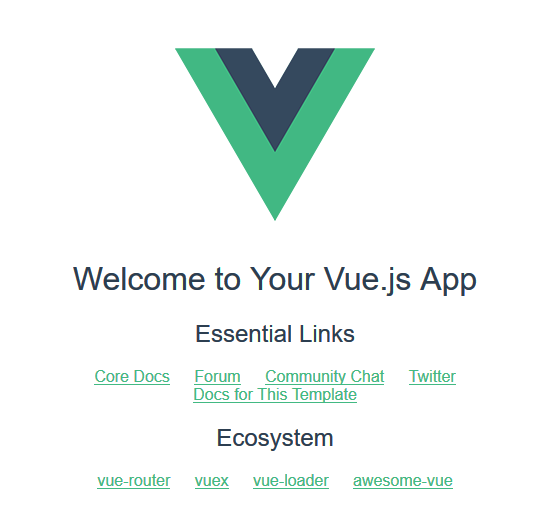 Welcome to Your Vue.js App
Essential Links
Core Docs Forum Community Chat Twitter
Docs for This Template
Ecosystem
vue-router vuex vue-loader awesome-vue